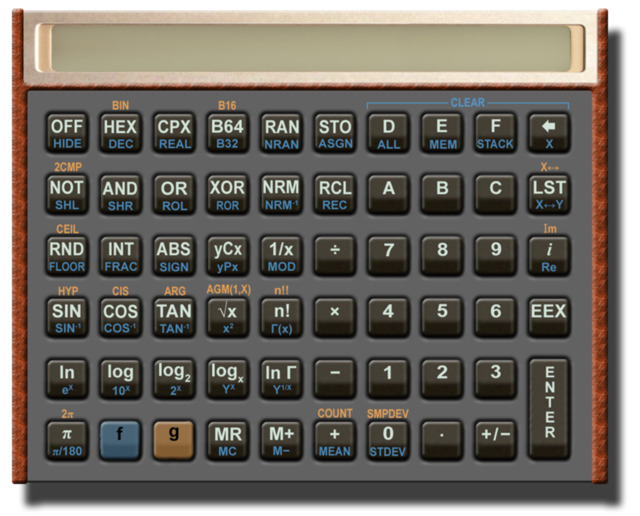 CLEAR
BIN B16
OFF HEX CPX B64 RAN STO D E F
HIDE DEC REAL B32 NRAN ASGN ALL MEM STACK X
2CMP X↔
NOT AND OR XOR NRM RCL A B C LST
SHL SHR ROL ROR NRM⁻¹ REC X↔Y
CEIL Im
RND INT ABS yCx 1/x ÷ 7 8 9 i
FLOOR FRAC SIGN yPx MOD Re
HYP CIS ARG AGM(1,X) n!!
SIN COS TAN √x n! × 4 5 6 EEX
SIN⁻¹ COS⁻¹ TAN⁻¹ x² Γ(x)
ln log log₂ logₓ ln Γ − 1 2 3 ENTER
eˣ 10ˣ 2ˣ Yˣ Y¹/ˣ
2π COUNT SMPDEV
π f g MR M+ + 0 . +/−
π/180 MC M− MEAN STDEV